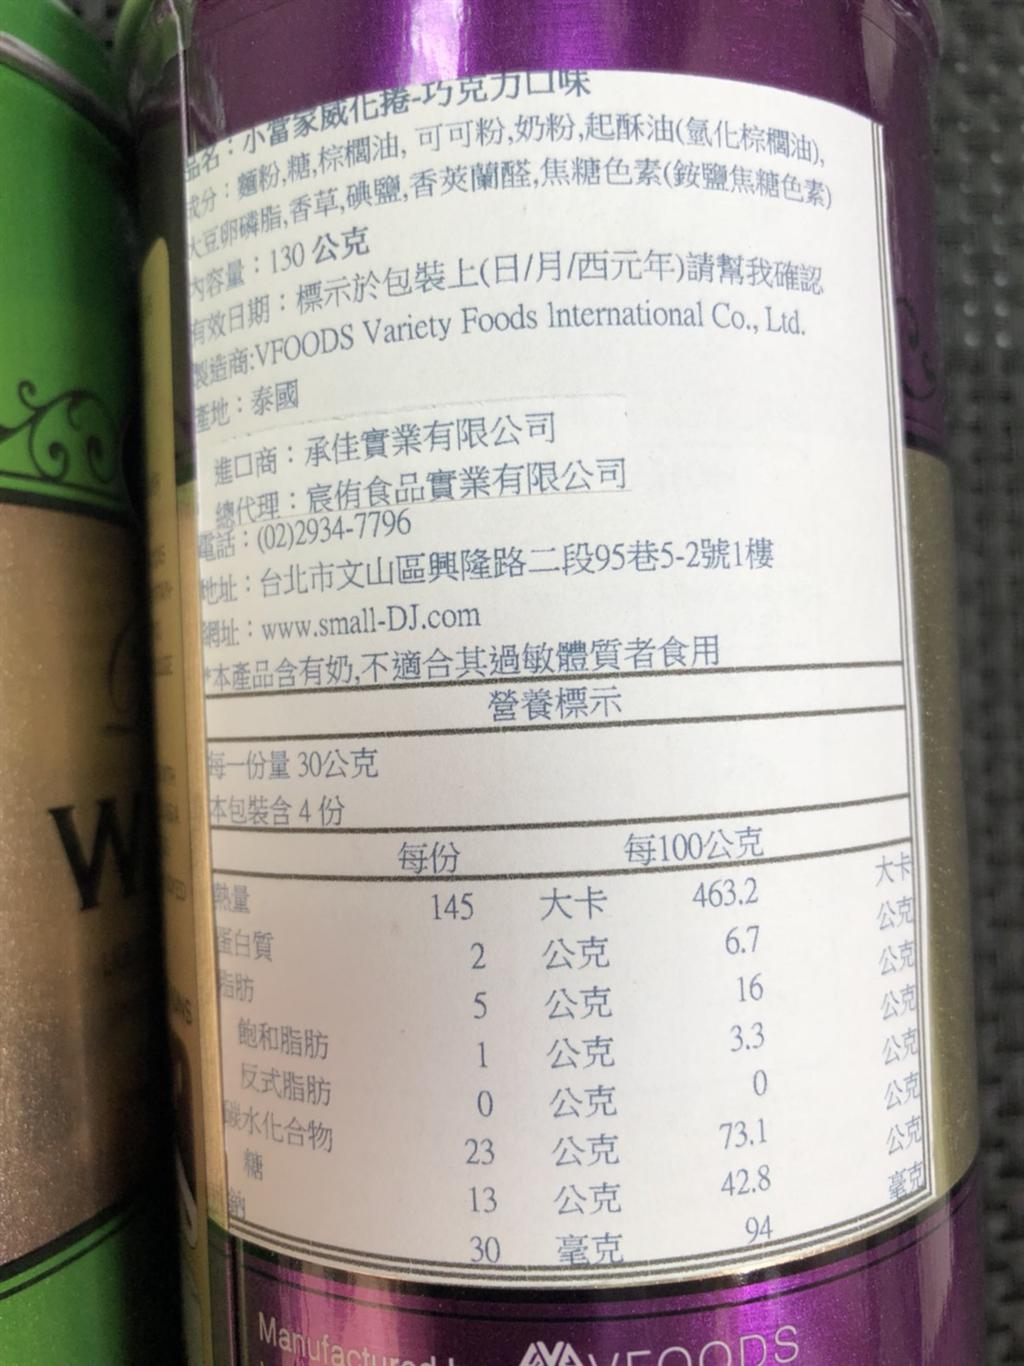 品名：小當家威化捲-巧克力口味
成分：麵粉,糖,棕櫚油, 可可粉,奶粉,起酥油(氫化棕櫚油),
大豆卵磷脂,香草,碘鹽,香莢蘭醛,焦糖色素(銨鹽焦糖色素)
內容量：130 公克
有效日期：標示於包裝上(日/月/西元年)請幫我確認
製造商:VFOODS Variety Foods International Co., Ltd.
產地：泰國
進口商：承佳實業有限公司
總代理：宸侑食品實業有限公司
電話：(02)2934-7796
地址：台北市文山區興隆路二段95巷5-2號1樓
網址：www.small-DJ.com
*本產品含有奶,不適合其過敏體質者食用
營養標示
每一份量 30公克
本包裝含 4 份
每份 每100公克
熱量 145 大卡 463.2 大卡
蛋白質 2 公克 6.7 公克
脂肪 5 公克 16 公克
飽和脂肪 1 公克 3.3 公克
反式脂肪 0 公克 0 公克
碳水化合物 23 公克 73.1 公克
糖 13 公克 42.8 公克
鈉 30 毫克 94 毫克
Manufactured
VFOODS
W